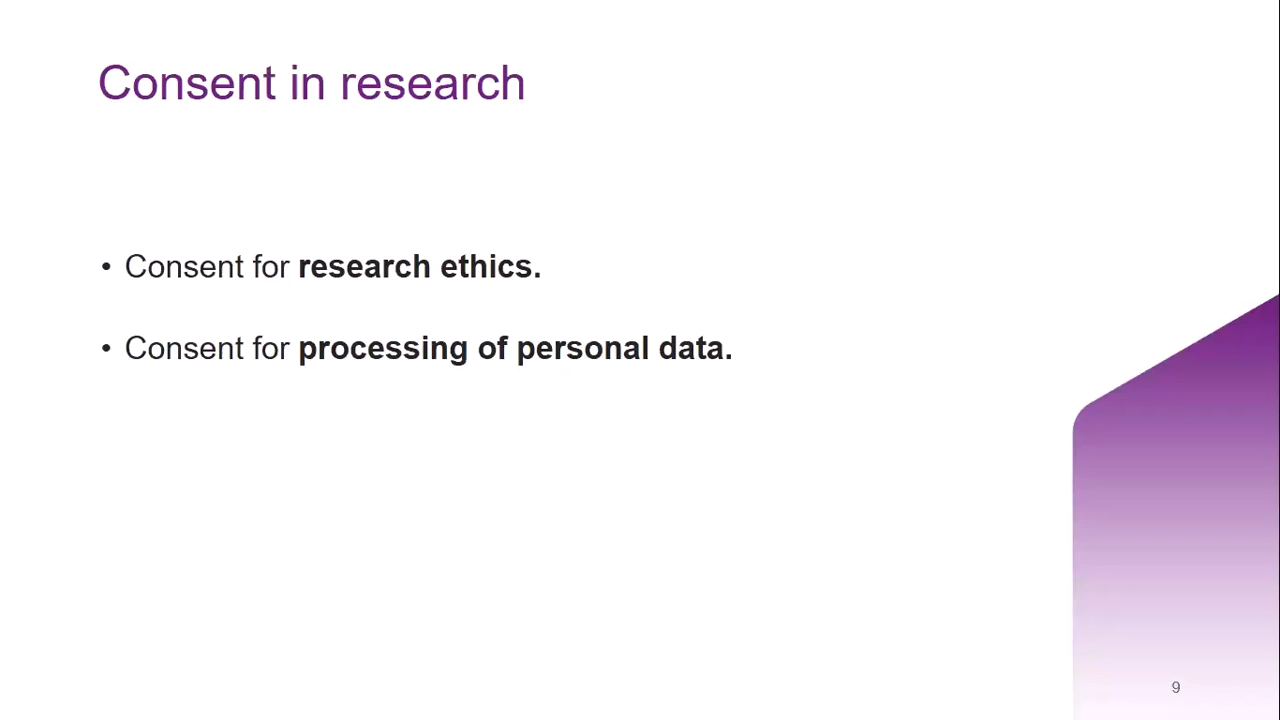 Consent in research
• Consent for research ethics.
• Consent for processing of personal data.
9